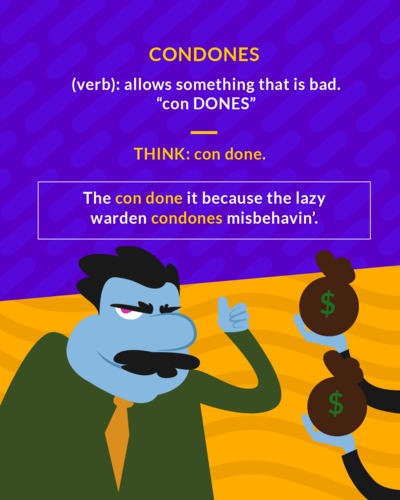 CONDONES
(verb): allows something that is bad.
“con DONES”
THINK: con done.
The con done it because the lazy
warden condones misbehavin’.
$
$